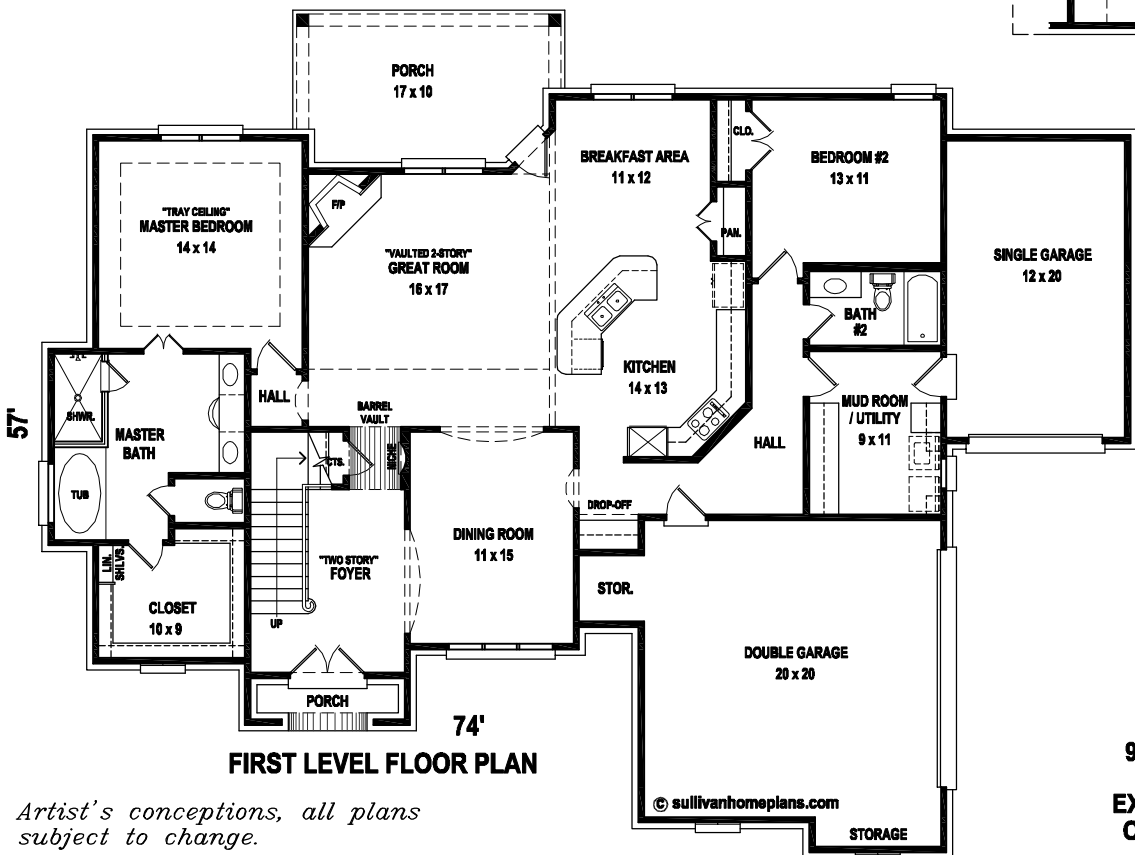 PORCH
17 x 10
"TRAY CEILING"
MASTER BEDROOM
14 x 14
F/P
"VAULTED 2-STORY"
GREAT ROOM
16 x 17
BREAKFAST AREA
11 x 12
CLO.
BEDROOM #2
13 x 11
PAN.
SINGLE GARAGE
12 x 20
BATH
#2
KITCHEN
14 x 13
57'
SHWR.
HALL
BARREL
VAULT
MASTER
BATH
MUD ROOM
/ UTILITY
9 x 11
HALL
CTS.
NICHE
TUB
DROP-OFF
DINING ROOM
11 x 15
"TWO STORY"
FOYER
LIN.
SHLVS.
STOR.
CLOSET
10 x 9
UP
DOUBLE GARAGE
20 x 20
PORCH
74'
FIRST LEVEL FLOOR PLAN
© sullivanhomeplans.com
STORAGE
Artist's conceptions, all plans
subject to change.
9
EX